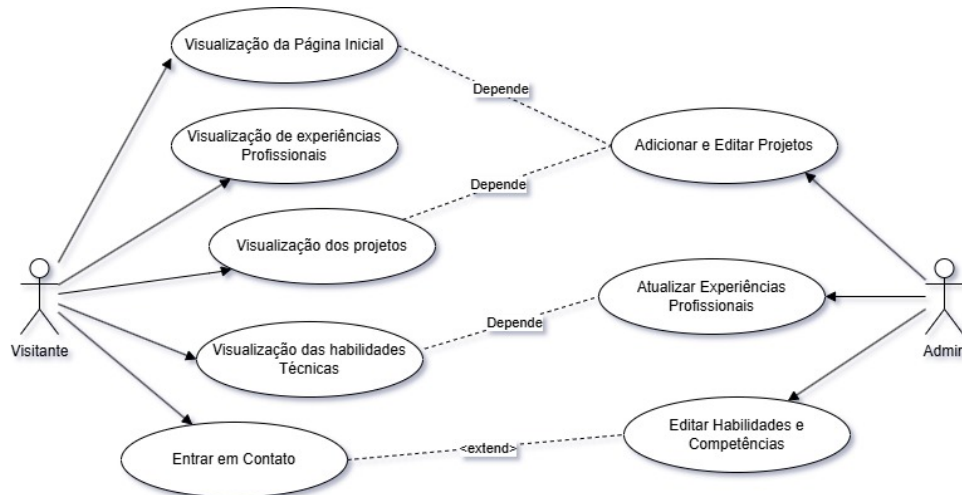 Visualização da Página Inicial
Depende
Visualização de experiências
Profissionais
Adicionar e Editar Projetos
Depende
Visualização dos projetos
Atualizar Experiências
Profissionais
Depende
Visitante
Visualização das habilidades
Técnicas
Admin
Editar Habilidades e
Competências
<extend>
Entrar em Contato